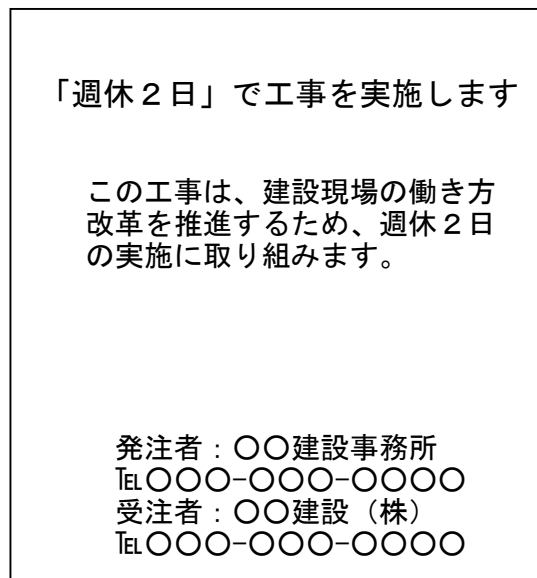 「週休２日」で工事を実施します
この工事は、建設現場の働き方
改革を推進するため、週休２日
の実施に取り組みます。
発注者：〇〇建設事務所
℡〇〇〇-〇〇〇-〇〇〇〇
受注者：〇〇建設（株）
℡〇〇〇-〇〇〇-〇〇〇〇